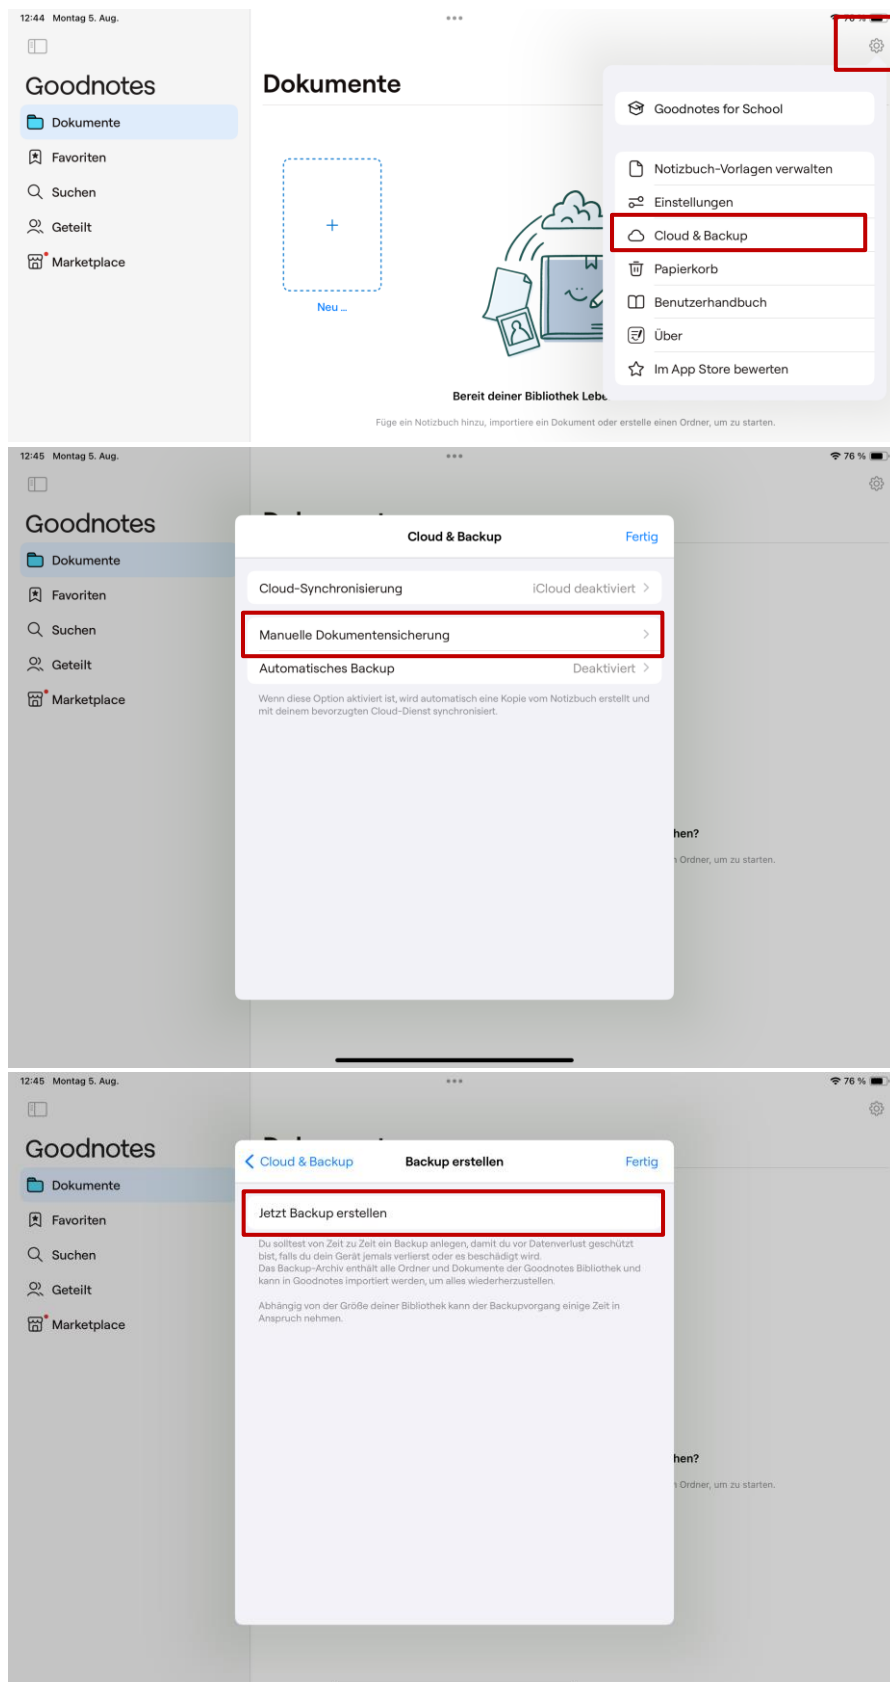 12:44 Montag 5. Aug.
76 %
Goodnotes
Dokumente
Favoriten
Suchen
Geteilt
Marketplace
Dokumente
Neu ...
Goodnotes for School
Notizbuch-Vorlagen verwalten
Einstellungen
Cloud & Backup
Papierkorb
Benutzerhandbuch
Über
Im App Store bewerten
Bereit deiner Bibliothek
Füge ein Notizbuch hinzu, importiere ein Dokument oder erstelle einen Ordner, um zu starten.
12:45 Montag 5. Aug.
76 %
Goodnotes
Dokumente
Favoriten
Suchen
Geteilt
Marketplace
Cloud & Backup
Fertig
Cloud-Synchronisierung
iCloud deaktiviert
Manuelle Dokumentensicherung
Automatisches Backup
Deaktiviert
Wenn diese Option aktiviert ist, wird automatisch eine Kopie vom Notizbuch erstellt und
mit deinem bevorzugten Cloud-Dienst synchronisiert.
hen?
Ordner, um zu starten.
12:45 Montag 5. Aug.
76 %
Goodnotes
Dokumente
Favoriten
Suchen
Geteilt
Marketplace
Cloud & Backup
Backup erstellen
Fertig
Jetzt Backup erstellen
Du solltest von Zeit zu Zeit ein Backup anlegen, damit du vor Datenverlust geschützt
bist, falls du dein Gerät jemals verlierst oder es beschädigt wird.
Das Backup-Archiv enthält alle Ordner und Dokumente der Goodnotes Bibliothek und
kann in Goodnotes importiert werden, um alles wiederherzustellen.
Abhängig von der Größe deiner Bibliothek kann der Backupvorgang einige Zeit in
Anspruch nehmen.
hen?
Ordner, um zu starten.